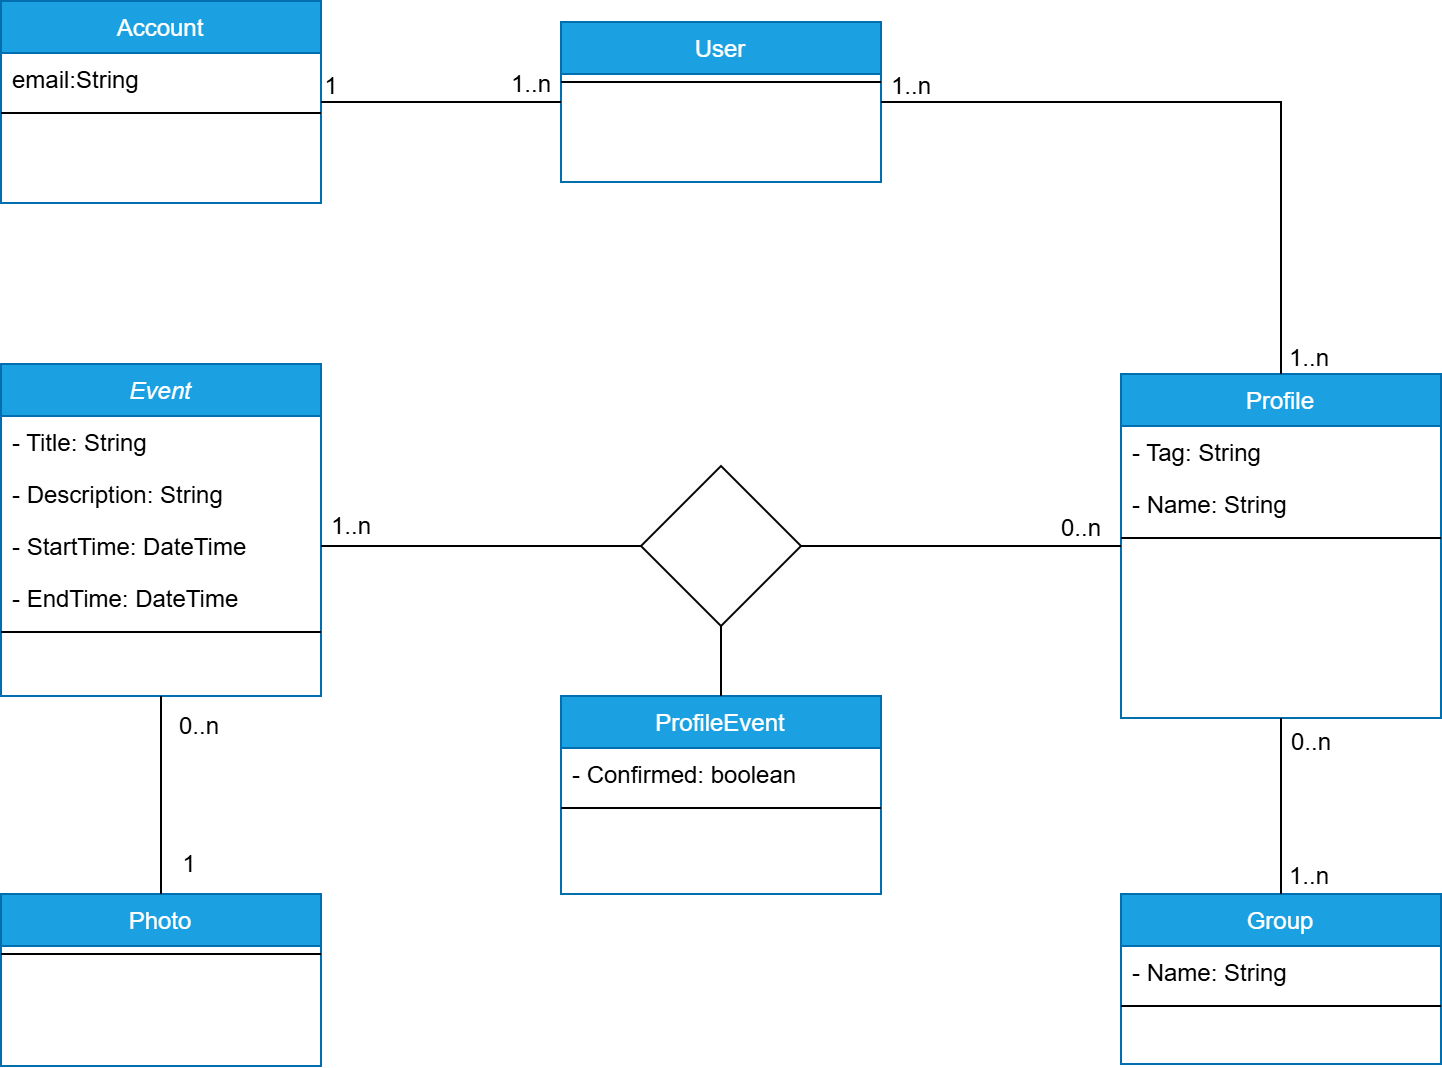 Account
email:String
1
1..n
User
1..n
1..n
Event
- Title: String
- Description: String
- StartTime: DateTime
- EndTime: DateTime
1..n
0..n
Profile
- Tag: String
- Name: String
ProfileEvent
- Confirmed: boolean
0..n
1
Photo
0..n
1..n
Group
- Name: String